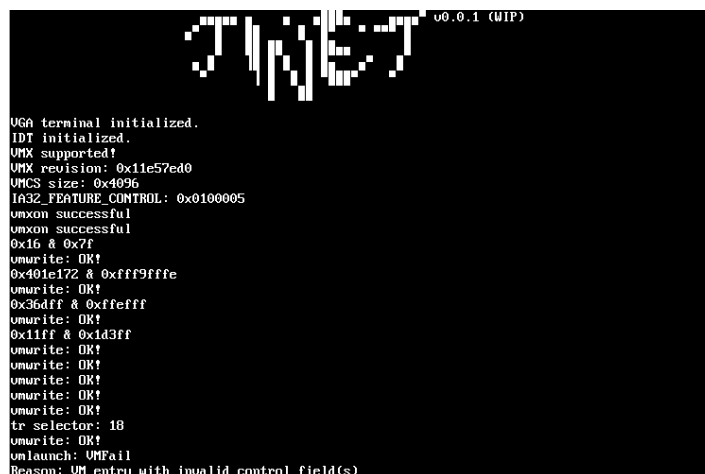 v0.0.1 (WIP)
VGA terminal initialized.
IDT initialized.
VMX supported!
VMX revision: 0x11e57ed0
VMCS size: 0x4096
IA32_FEATURE_CONTROL: 0x0100005
vmxon successful
vmxon successful
0x16 & 0x7f
vmwrite: OK!
0x401e172 & 0xfff9fffe
vmwrite: OK!
0x36dff & 0xffefff
vmwrite: OK!
0x11ff & 0x1d3ff
vmwrite: OK!
vmwrite: OK!
vmwrite: OK!
vmwrite: OK!
vmwrite: OK!
tr selector: 18
vmwrite: OK!
vmlaunch: VMFail
Reason: VM entry with invalid control field(s)